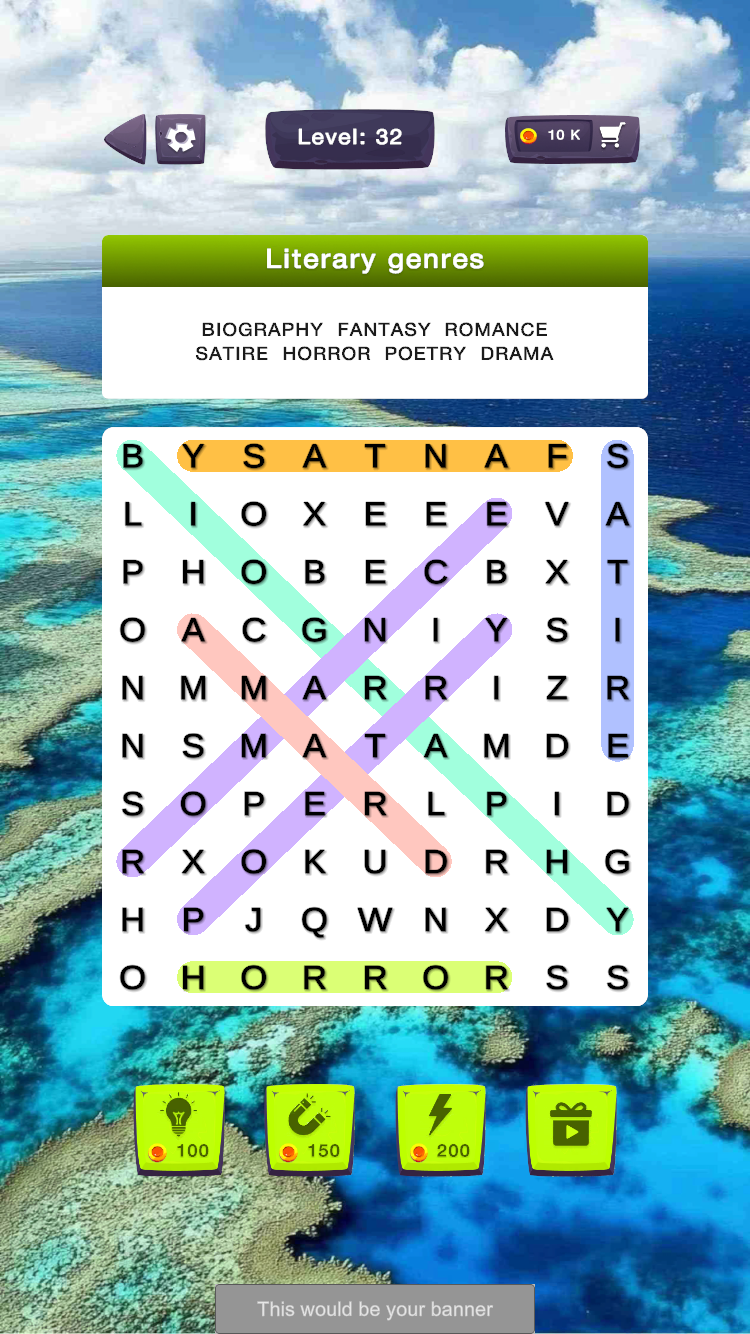 Level: 32
10 K
Literary genres
BIOGRAPHY FANTASY ROMANCE
SATIRE HORROR POETRY DRAMA
B Y S A T N A F S
L I O X E E E V A
P H O B E C B X T
O A C G N I Y S I
N M M A R R I Z R
N S M A T A M D E
S O P E R L P I D
R X O K U D R H G
H P J Q W N X D Y
O H O R R O R S S
100 150 200
This would be your banner